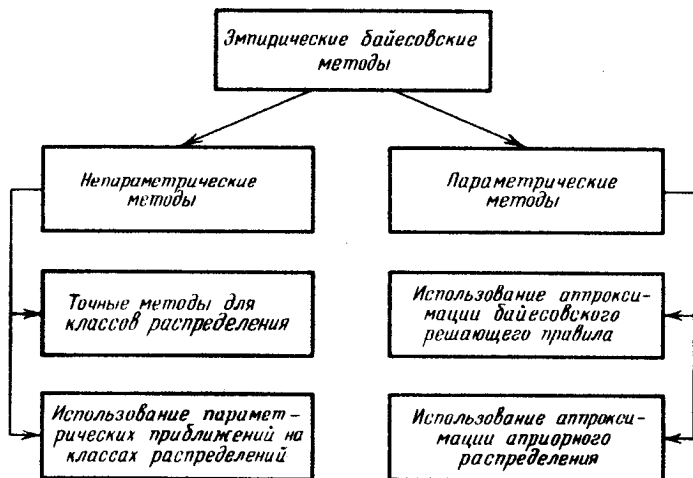 Эмпирические байесовские
методы
Непараметрические
методы
Параметрические
методы
Точные методы для
классов распределения
Использование аппрокси-
мации байесовского
решающего правила
Использование парамет-
рических приближений на
классах распределений
Использование аппрокси-
мации априорного
распределения